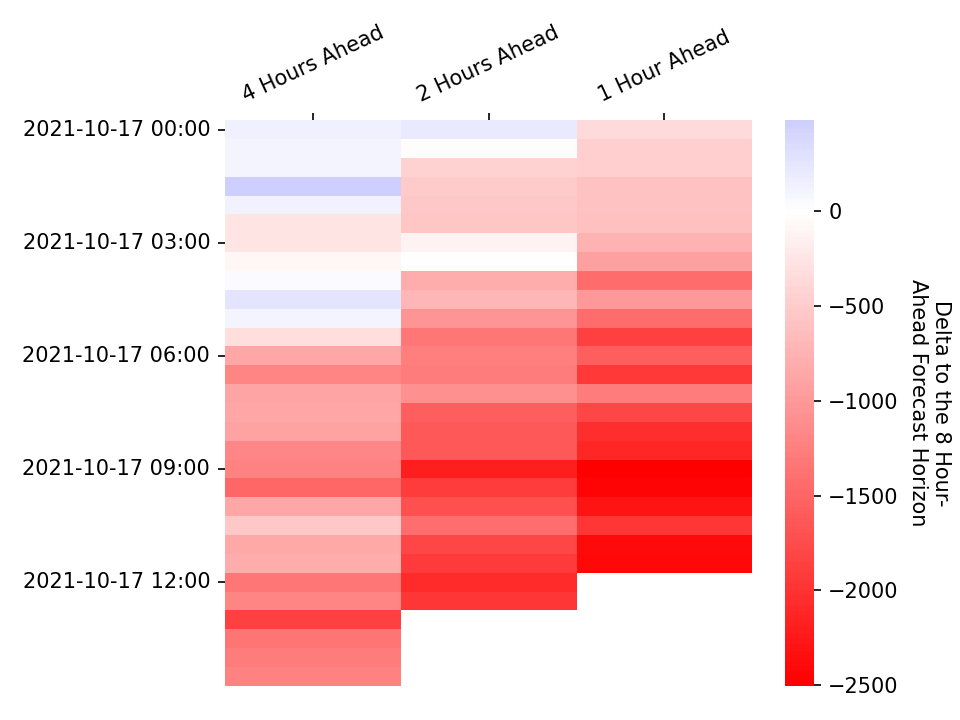 4 Hours Ahead
2 Hours Ahead
1 Hour Ahead
2021-10-17 00:00
2021-10-17 03:00
2021-10-17 06:00
2021-10-17 09:00
2021-10-17 12:00
0
−500
−1000
−1500
−2000
−2500
Delta to the 8 Hour-
Ahead Forecast Horizon